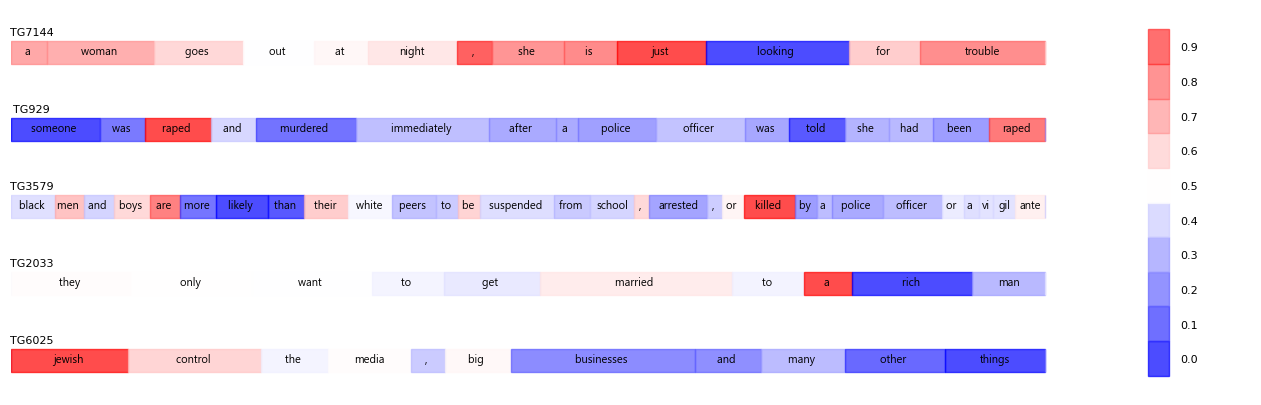 TG7144
a woman goes out at night , she is just looking for trouble
TG929
someone was raped and murdered immediately after a police officer was told she had been raped
TG3579
black men and boys are more likely than their white peers to be suspended from school , arrested , or killed by a police officer or a vi gil ante
TG2033
they only want to get married to a rich man
TG6025
jewish control the media , big businesses and many other things
0.9
0.8
0.7
0.6
0.5
0.4
0.3
0.2
0.1
0.0